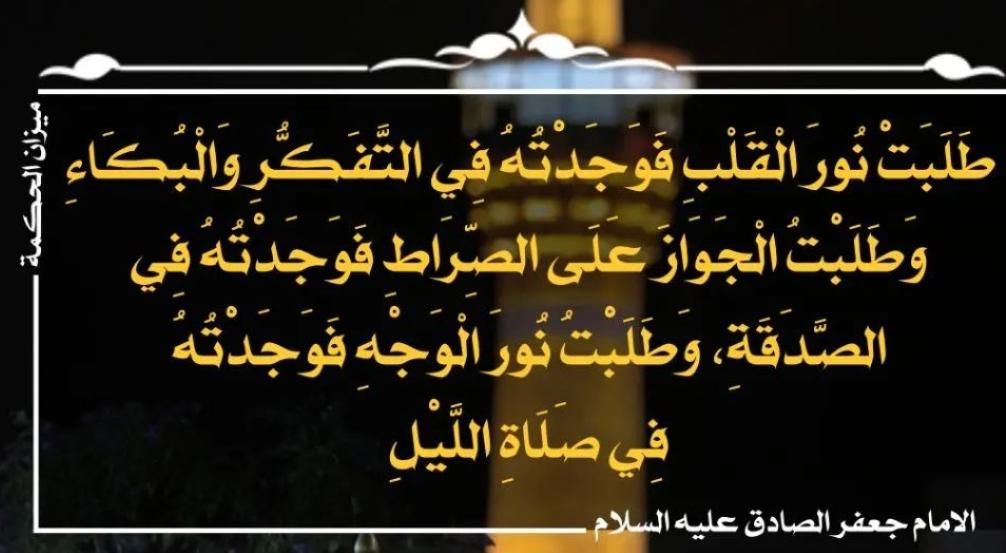 طَلَبَتْ نُورَ الْقَلْبِ فَوَجَدْتُهُ فِي التَّفَكُّرِ وَالْبُكَاءِ
وَطَلَبْتُ الْجَوَازَ عَلَى الصِّرَاطِ فَوَجَدْتُهُ فِي
الصَّدَقَةِ، وَطَلَبْتُ نُورَ الْوَجْهِ فَوَجَدْتُهُ
فِي صَلَاةِ اللَّيْلِ
الامام جعفر الصادق عليه السلام
ميزان الحكمة